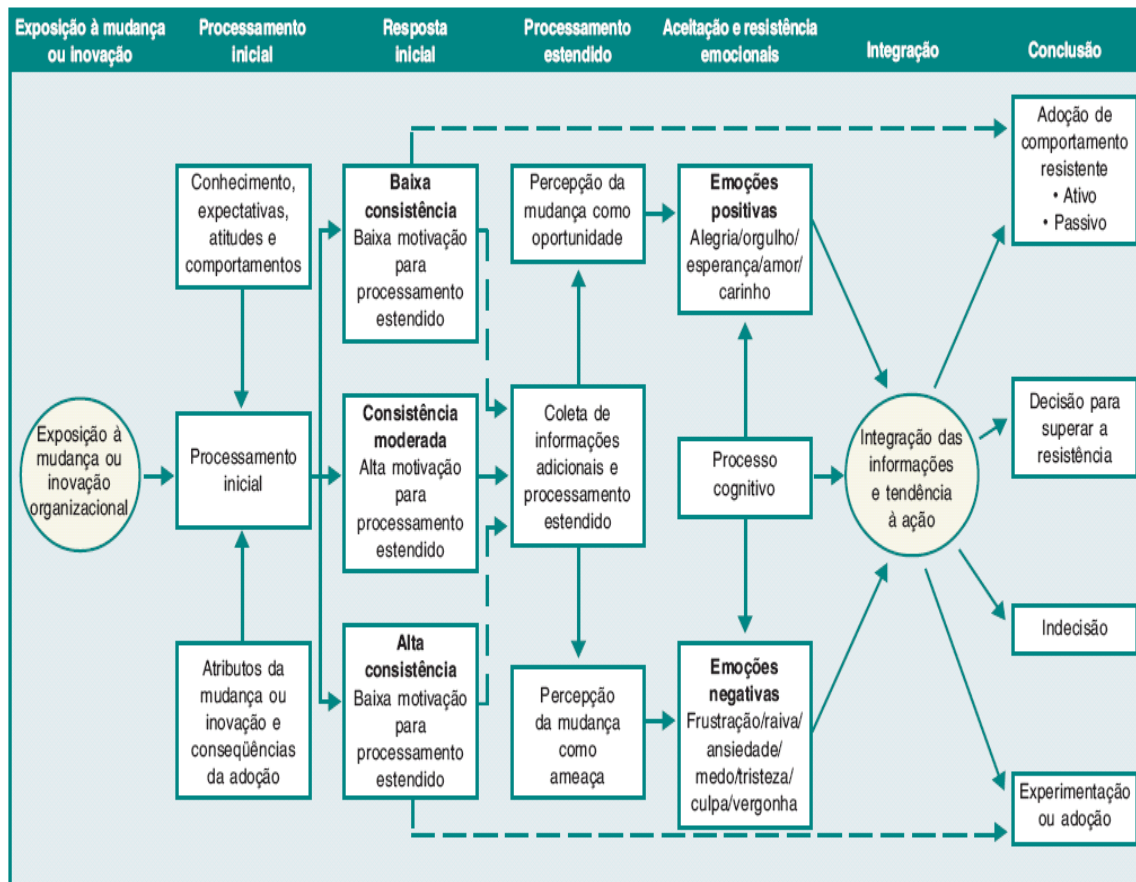 Exposição à mudança
ou inovação
Processamento
inicial
Resposta
inicial
Processamento
estendido
Aceitação e resistência
emocionais
Integração
Conclusão
Exposição à
mudança ou
inovação
organizacional
Conhecimento,
expectativas,
atitudes e
comportamentos
Processamento
inicial
Atributos da
mudança ou
inovação e
conseqüências
da adoção
Baixa
consistência
Baixa motivação
para
processamento
estendido
Consistência
moderada
Alta motivação
para
processamento
estendido
Alta
consistência
Baixa motivação
para
processamento
estendido
Percepção da
mudança como
oportunidade
Coleta de
informações
adicionais e
processamento
estendido
Percepção
da mudança
como
ameaça
Emoções
positivas
Alegria/orgulho/
esperança/amor/
carinho
Processo
cognitivo
Emoções
negativas
Frustração/raiva/
ansiedade/
medo/tristeza/
culpa/vergonha
Integração das
informações
e tendência
à ação
Adoção de
comportamento
resistente
• Ativo
• Passivo
Decisão para
superar a
resistência
Indecisão
Experimentação
ou adoção